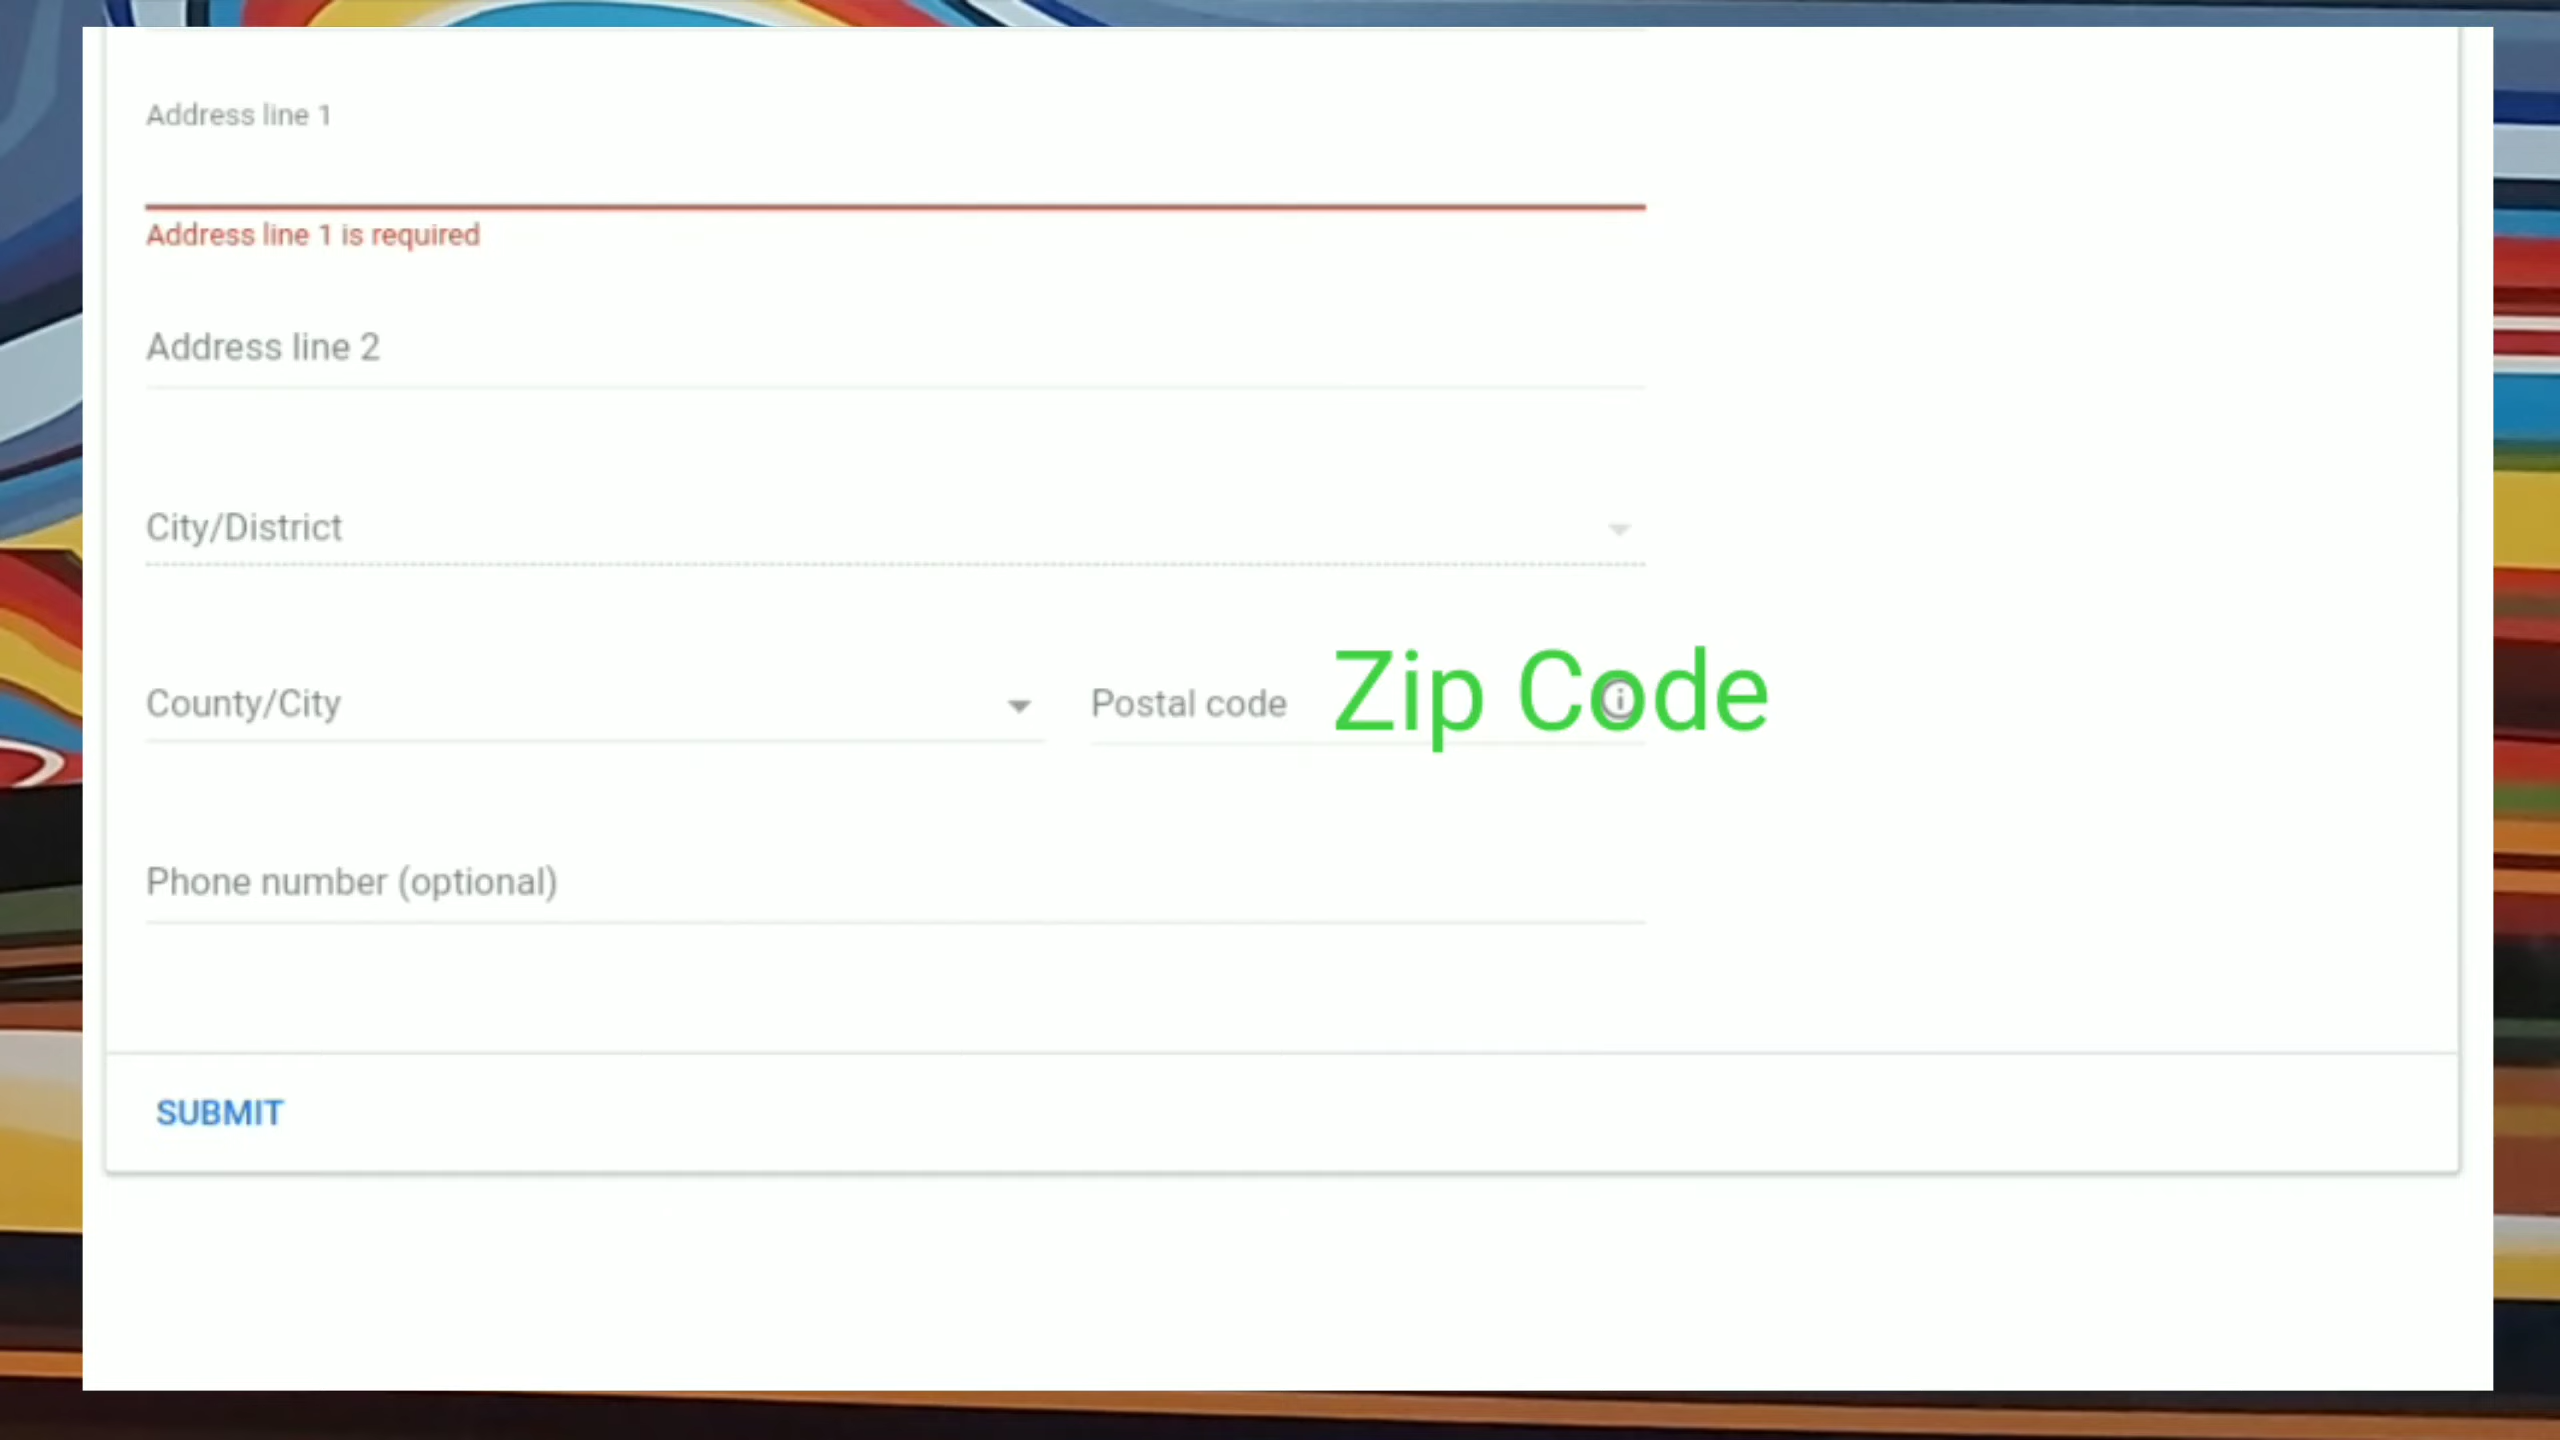 Address line 1
Address line 1 is required
Address line 2
City/District
County/City
Postal code
Zip Code
Phone number (optional)
SUBMIT